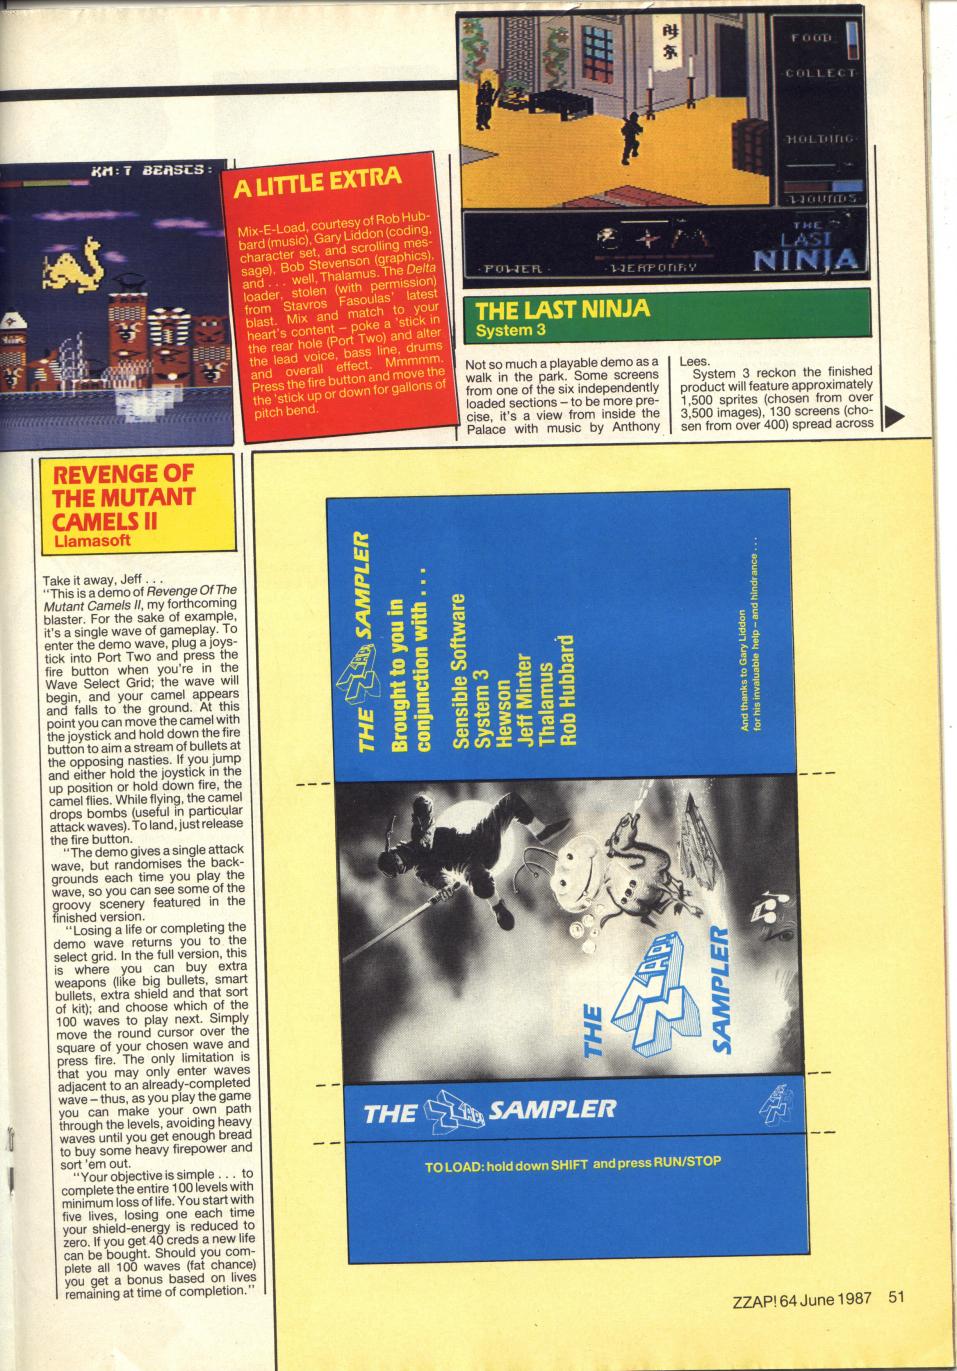 KM:7 BEASTS:
A LITTLE EXTRA
Mix-E-Load, courtesy of Rob Hub-
bard (music), Gary Liddon (coding,
character set, and scrolling mes-
sage), Bob Stevenson (graphics),
and . . . well, Thalamus. The Delta
loader, stolen (with permission)
from Stavros Fasoulas' latest
blast. Mix and match to your
heart's content – poke a 'stick in
the rear hole (Port Two) and alter
the lead voice, bass line, drums
and overall effect. Mmmmm.
Press the fire button and move the
the 'stick up or down for gallons of
pitch bend.
FOOD
COLLECT
HOLDING
WOUNDS
POWER
WEAPONRY
THE
LAST
NINJA
THE LAST NINJA
System 3
Not so much a playable demo as a
walk in the park. Some screens
from one of the six independently
loaded sections – to be more pre-
cise, it's a view from inside the
Palace with music by Anthony
Lees.
System 3 reckon the finished
product will feature approximately
1,500 sprites (chosen from over
3,500 images), 130 screens (cho-
sen from over 400) spread across
REVENGE OF
THE MUTANT
CAMELS II
Llamasoft
Take it away, Jeff . . .
"This is a demo of Revenge Of The
Mutant Camels II, my forthcoming
blaster. For the sake of example,
it's a single wave of gameplay. To
enter the demo wave, plug a joys-
tick into Port Two and press the
fire button when you're in the
Wave Select Grid; the wave will
begin, and your camel appears
and falls to the ground. At this
point you can move the camel with
the joystick and hold down the fire
button to aim a stream of bullets at
the opposing nasties. If you jump
and either hold the joystick in the
up position or hold down fire, the
camel flies. While flying, the camel
drops bombs (useful in particular
attack waves). To land, just release
the fire button.
"The demo gives a single attack
wave, but randomises the back-
grounds each time you play the
wave, so you can see some of the
groovy scenery featured in the
finished version.
"Losing a life or completing the
demo wave returns you to the
select grid. In the full version, this
is where you can buy extra
weapons (like big bullets, smart
bullets, extra shield and that sort
of kit); and choose which of the
100 waves to play next. Simply
move the round cursor over the
square of your chosen wave and
press fire. The only limitation is
that you may only enter waves
adjacent to an already-completed
wave – thus, as you play the game
you can make your own path
through the levels, avoiding heavy
waves until you get enough bread
to buy some heavy firepower and
sort 'em out.
"Your objective is simple . . . to
complete the entire 100 levels with
minimum loss of life. You start with
five lives, losing one each time
your shield-energy is reduced to
zero. If you get 40 creds a new life
can be bought. Should you com-
plete all 100 waves (fat chance)
you get a bonus based on lives
remaining at time of completion."
THE ZZAP! SAMPLER
Brought to you in
conjunction with . . .
Sensible Software
System 3
Hewson
Jeff Minter
Thalamus
Rob Hubbard
And thanks to Gary Liddon
for his invaluable help – and hindrance . . .
THE
ZZAP!
SAMPLER
THE ZZAP! SAMPLER
ZZAP!
TO LOAD: hold down SHIFT and press RUN/STOP
ZZAP! 64 June 1987 51